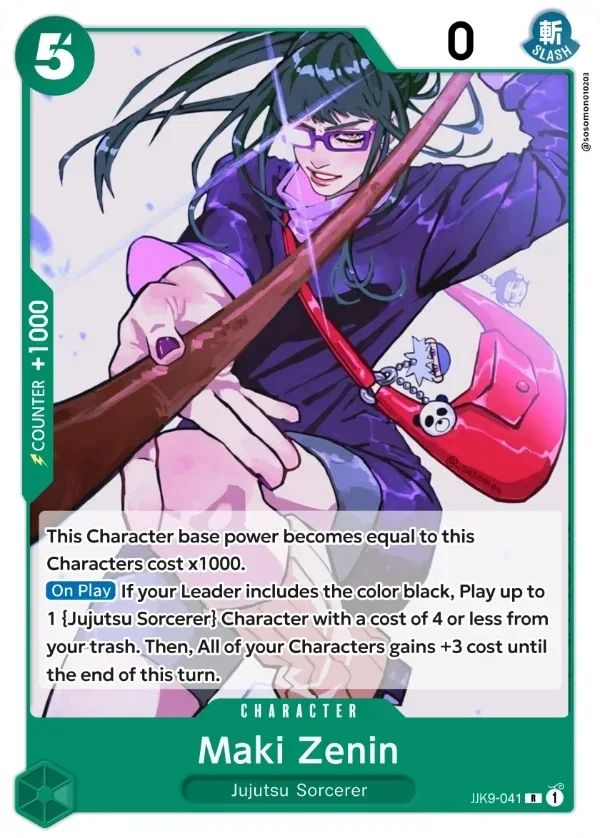 5
0
斬
SLASH
@sosomono10203
COUNTER +1000
@_sosomon
This Character base power becomes equal to this
Characters cost x1000.
On Play If your Leader includes the color black, Play up to
1 {Jujutsu Sorcerer} Character with a cost of 4 or less from
your trash. Then, All of your Characters gains +3 cost until
the end of this turn.
CHARACTER
Maki Zenin
Jujutsu Sorcerer
JJK9-041 R 1